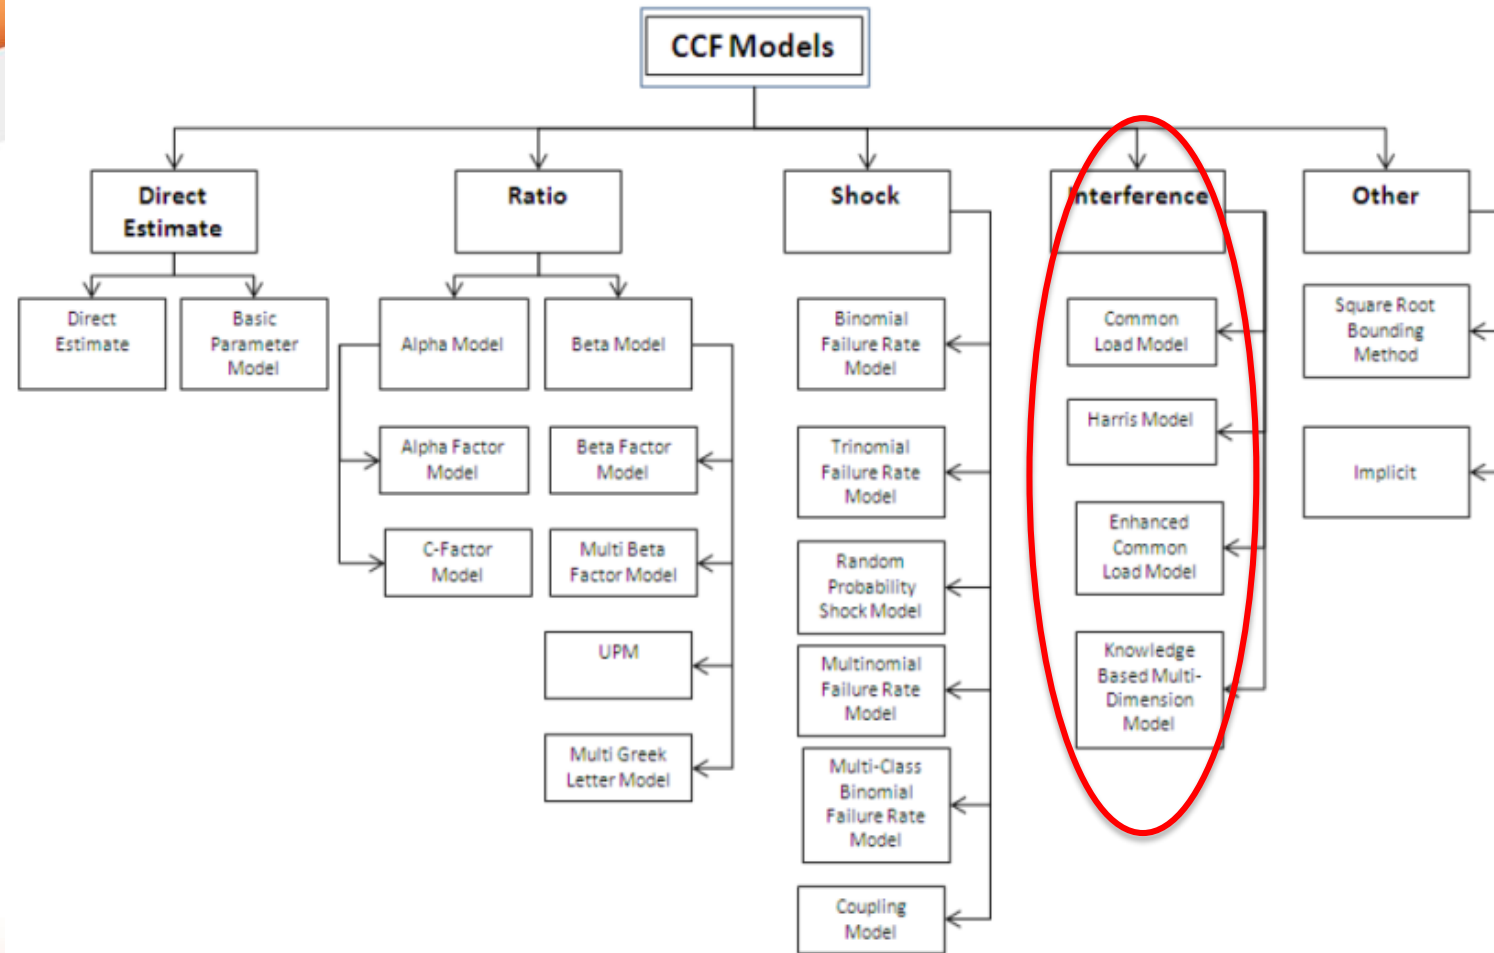 CCF Models
Direct
Estimate
Ratio
Shock
Interference
Other
Direct
Estimate
Basic
Parameter
Model
Alpha Model
Beta Model
Alpha Factor
Model
Beta Factor
Model
C-Factor
Model
Multi Beta
Factor Model
UPM
Multi Greek
Letter Model
Binomial
Failure Rate
Model
Trinomial
Failure Rate
Model
Random
Probability
Shock Model
Multinomial
Failure Rate
Model
Multi-Class
Binomial
Failure Rate
Model
Coupling
Model
Common
Load Model
Harris Model
Enhanced
Common
Load Model
Knowledge
Based Multi-
Dimension
Model
Square Root
Bounding
Method
Implicit